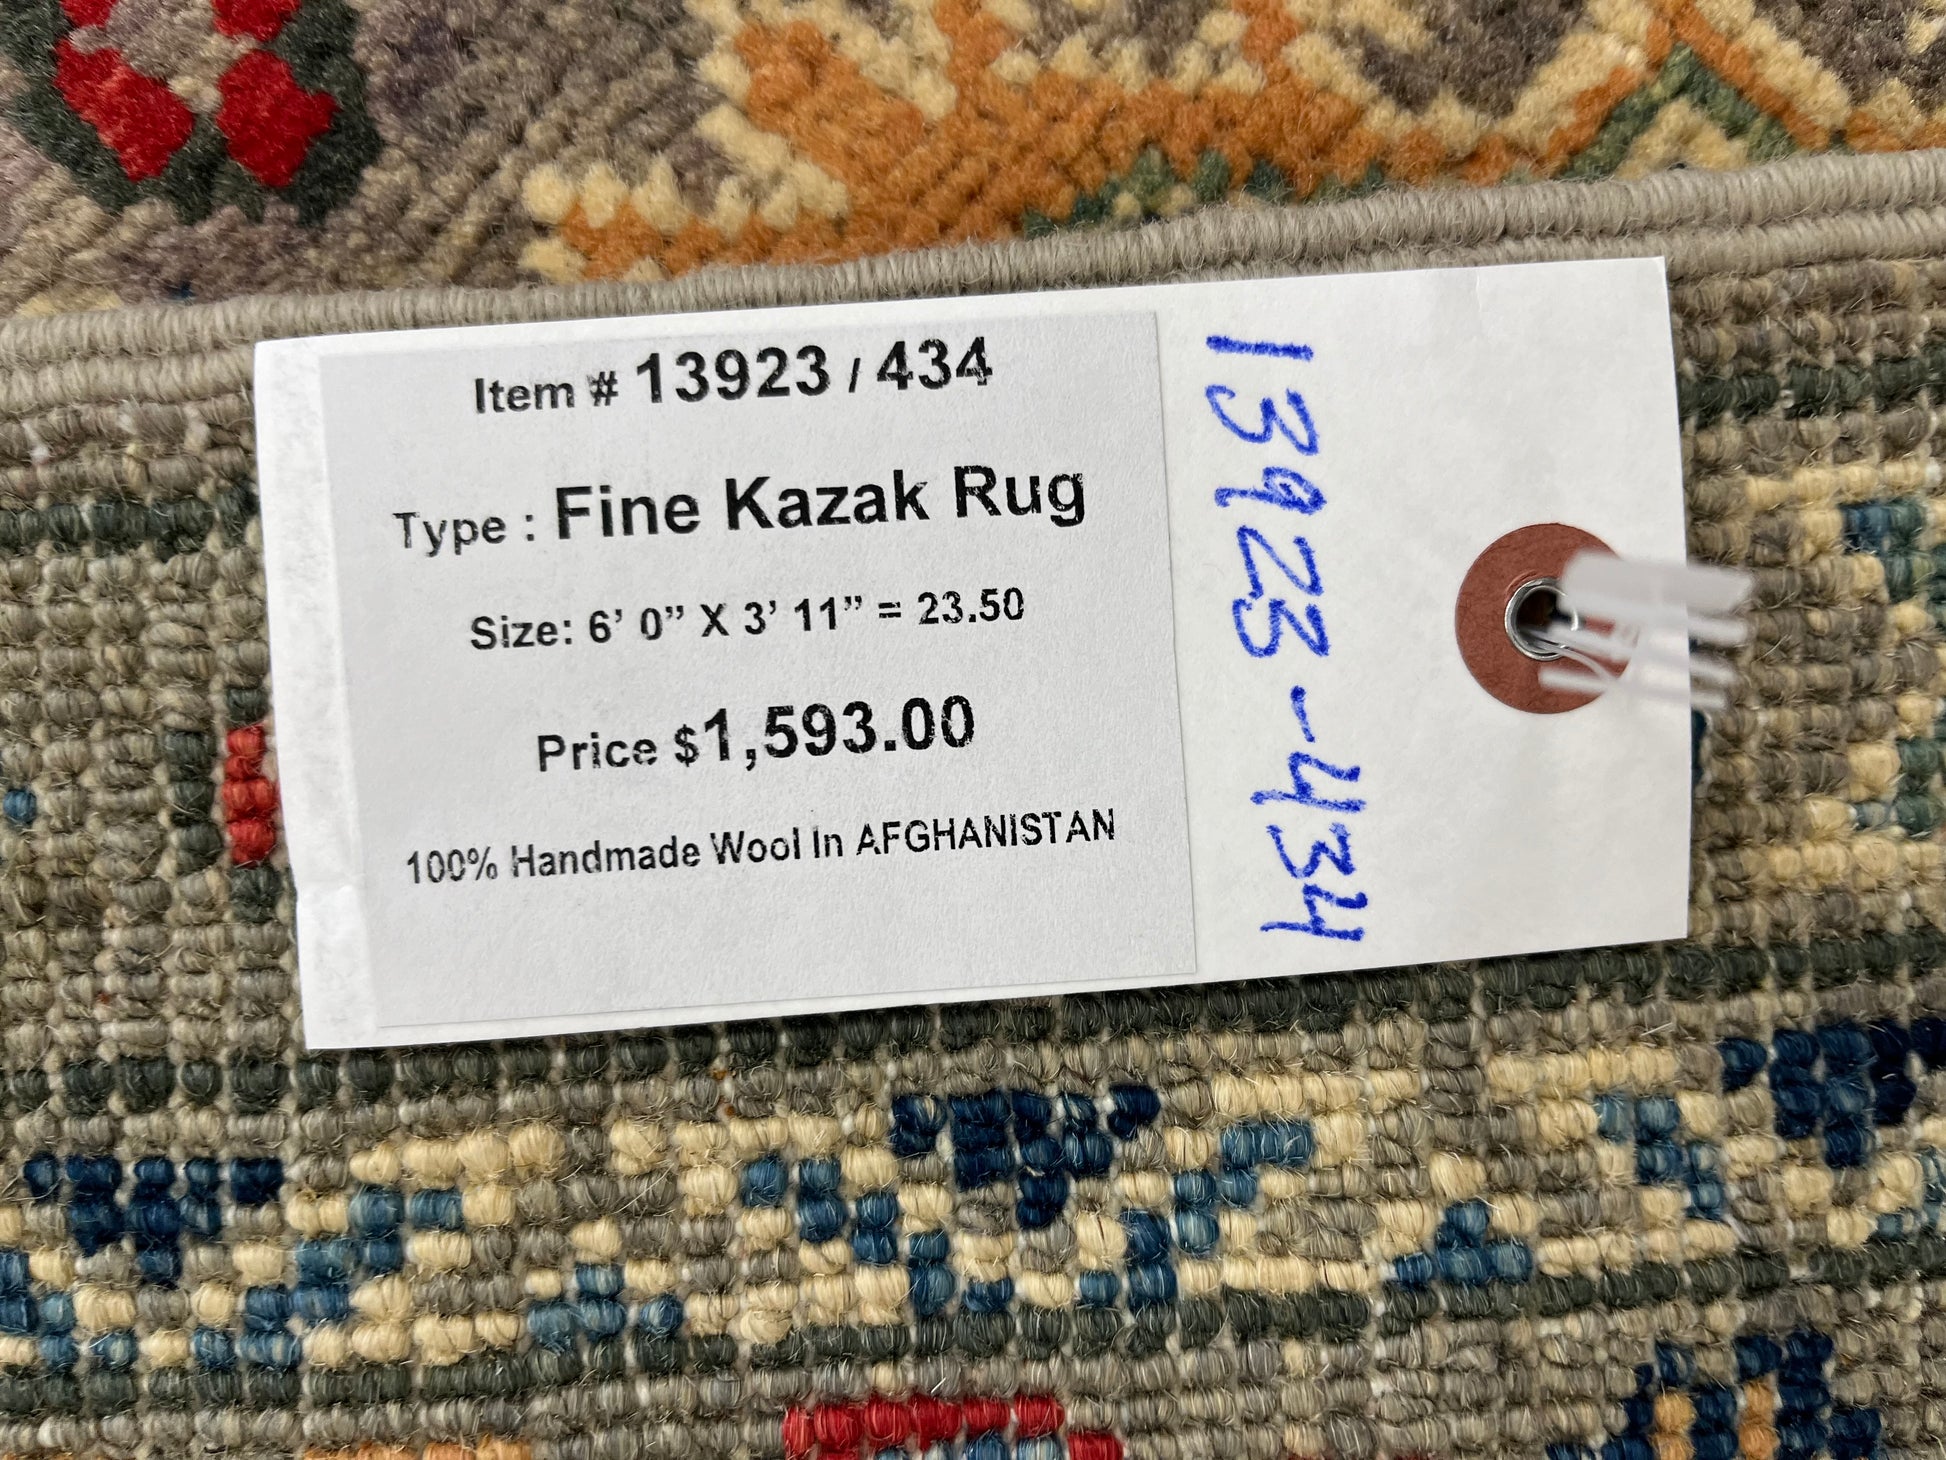 Item # 13923 / 434
Type : Fine Kazak Rug
Size: 6’ 0” X 3’ 11” = 23.50
Price $1,593.00
100% Handmade Wool In AFGHANISTAN
13923-434